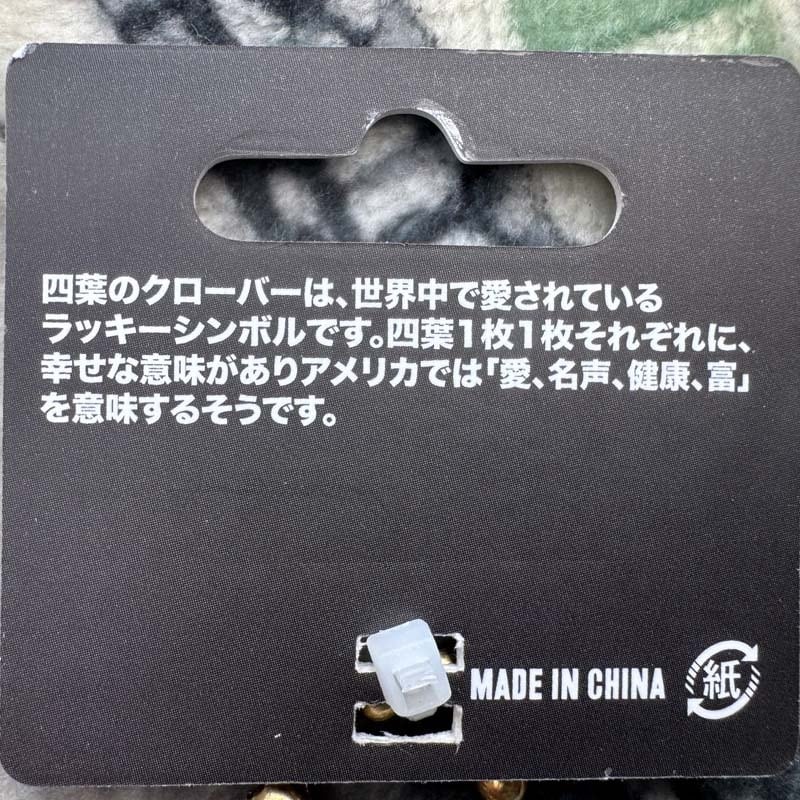 四葉のクローバーは、世界中で愛されている
ラッキーシンボルです。四葉1枚1枚それぞれに、
幸せな意味がありアメリカでは「愛、名声、健康、富」
を意味するそうです。
MADE IN CHINA
紙